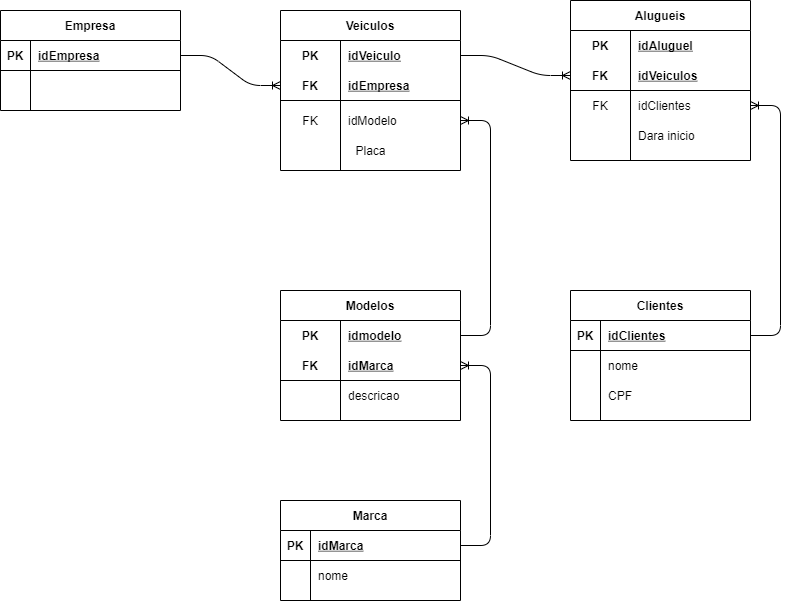 Empresa
PK idEmpresa
Veiculos
PK idVeiculo
FK idEmpresa
FK idModelo
Placa
Alugueis
PK idAluguel
FK idVeiculos
FK idClientes
Dara inicio
Modelos
PK idmodelo
FK idMarca
descricao
Clientes
PK idClientes
nome
CPF
Marca
PK idMarca
nome